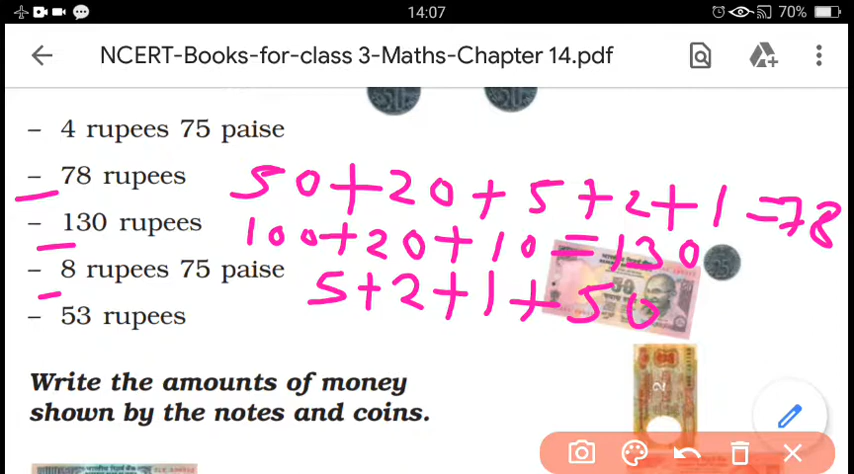 14:07
70%
NCERT-Books-for-class 3-Maths-Chapter 14.pdf
– 4 rupees 75 paise
– 78 rupees 50+20+5+2+1=78
– 130 rupees 100+20+10=130
– 8 rupees 75 paise 5+2+1+50
– 53 rupees
Write the amounts of money
shown by the notes and coins.